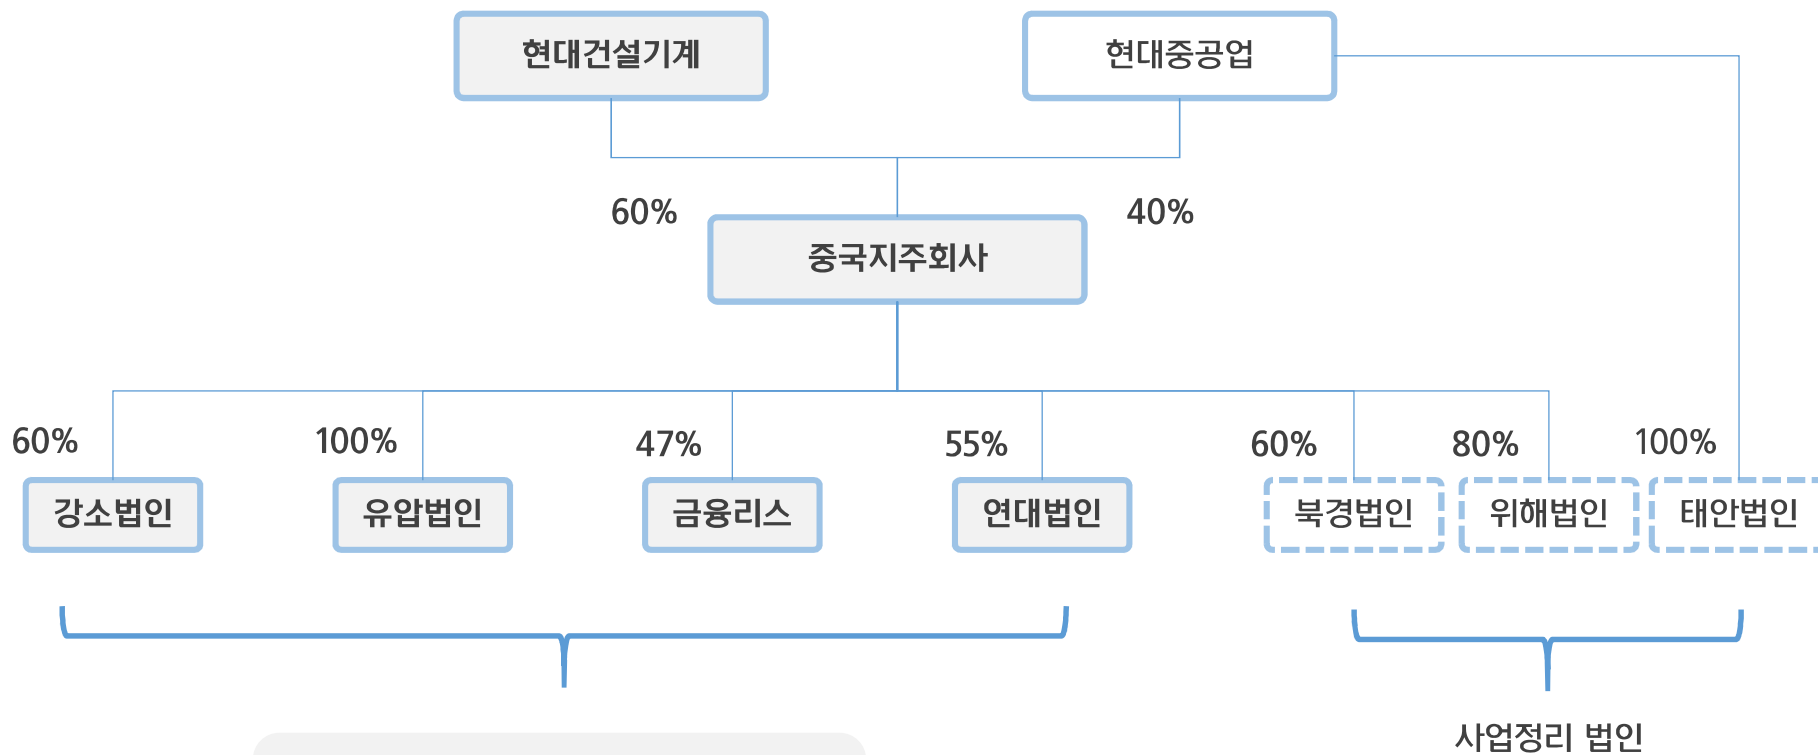 현대건설기계
현대중공업
60%
40%
중국지주회사
60%
100%
47%
55%
60%
80%
100%
강소법인
유압법인
금융리스
연대법인
북경법인
위해법인
태안법인
사업정리 법인